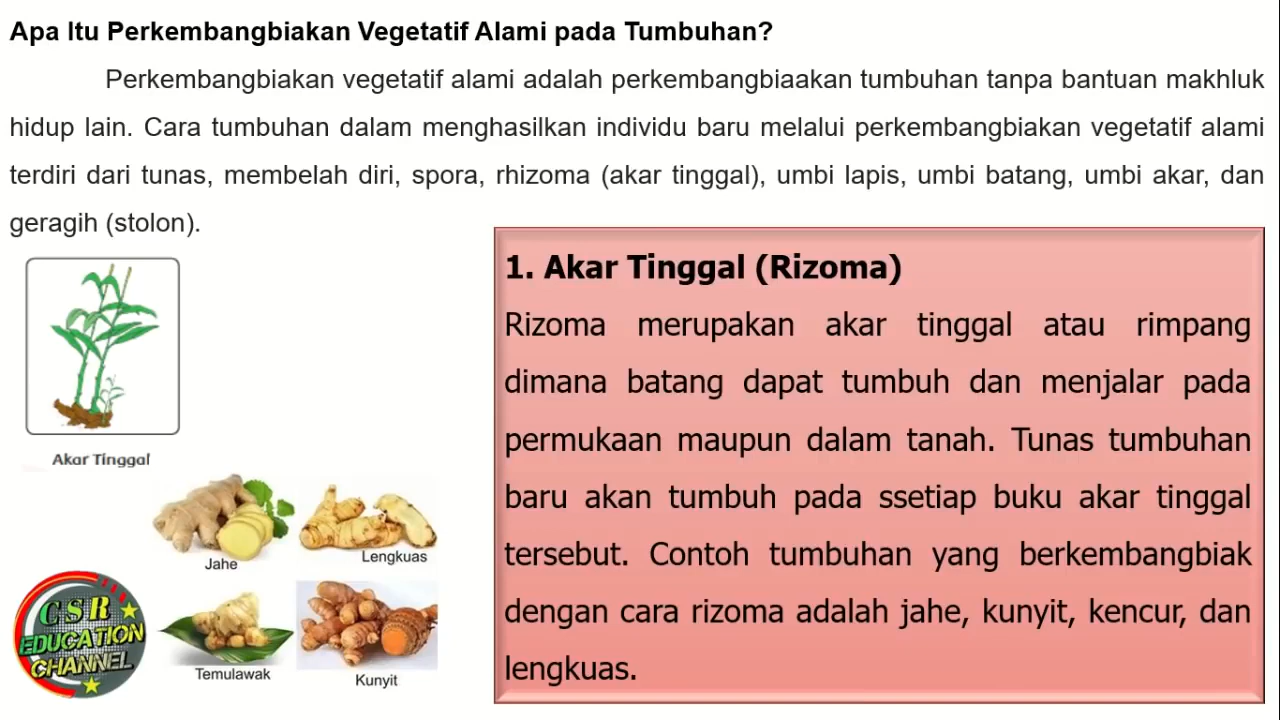 Apa Itu Perkembangbiakan Vegetatif Alami pada Tumbuhan?
Perkembangbiakan vegetatif alami adalah perkembangbiaakan tumbuhan tanpa bantuan makhluk
hidup lain. Cara tumbuhan dalam menghasilkan individu baru melalui perkembangbiakan vegetatif alami
terdiri dari tunas, membelah diri, spora, rhizoma (akar tinggal), umbi lapis, umbi batang, umbi akar, dan
geragih (stolon).
Akar Tinggal
Jahe
Lengkuas
Temulawak
Kunyit
CSR
EDUCATION
CHANNEL
1. Akar Tinggal (Rizoma)
Rizoma merupakan akar tinggal atau rimpang
dimana batang dapat tumbuh dan menjalar pada
permukaan maupun dalam tanah. Tunas tumbuhan
baru akan tumbuh pada ssetiap buku akar tinggal
tersebut. Contoh tumbuhan yang berkembangbiak
dengan cara rizoma adalah jahe, kunyit, kencur, dan
lengkuas.